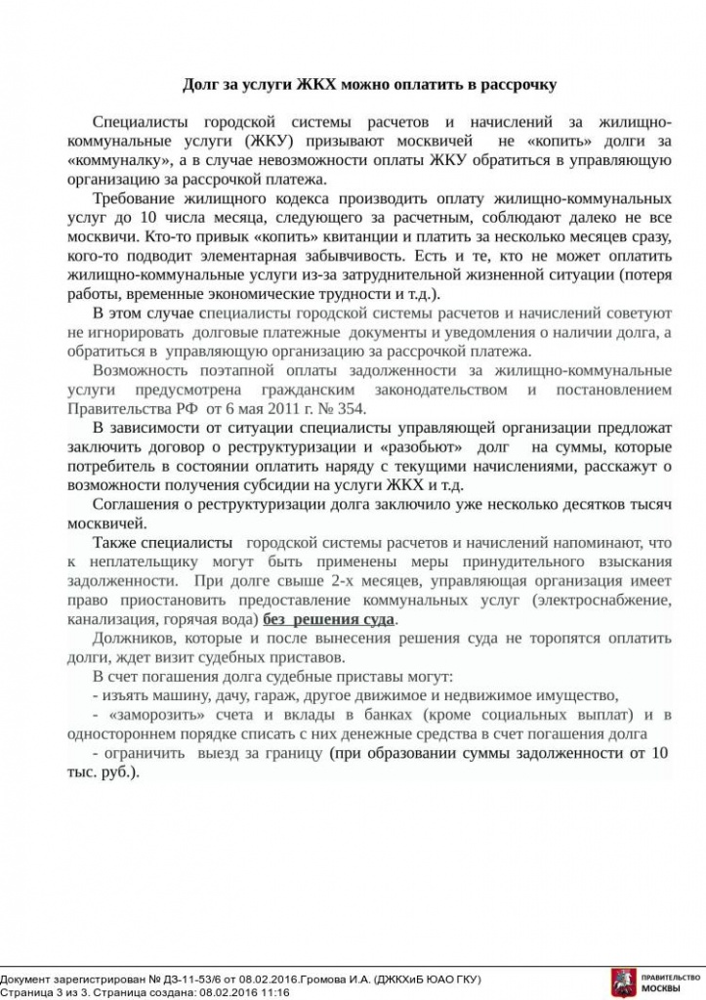 Долг за услуги ЖКХ можно оплатить в рассрочку
Специалисты городской системы расчетов и начислений за жилищно-
коммунальные услуги (ЖКУ) призывают москвичей не «копить» долги за
«коммуналку», а в случае невозможности оплаты ЖКУ обратиться в управляющую
организацию за рассрочкой платежа.
Требование жилищного кодекса производить оплату жилищно-коммунальных
услуг до 10 числа месяца, следующего за расчетным, соблюдают далеко не все
москвичи. Кто-то привык «копить» квитанции и платить за несколько месяцев сразу,
кого-то подводит элементарная забывчивость. Есть и те, кто не может оплатить
жилищно-коммунальные услуги из-за затруднительной жизненной ситуации (потеря
работы, временные экономические трудности и т.д.).
В этом случае специалисты городской системы расчетов и начислений советуют
не игнорировать долговые платежные документы и уведомления о наличии долга, а
обратиться в управляющую организацию за рассрочкой платежа.
Возможность поэтапной оплаты задолженности за жилищно-коммунальные
услуги предусмотрена гражданским законодательством и постановлением
Правительства РФ от 6 мая 2011 г. № 354.
В зависимости от ситуации специалисты управляющей организации предложат
заключить договор о реструктуризации и «разобьют» долг на суммы, которые
потребитель в состоянии оплатить наряду с текущими начислениями, расскажут о
возможности получения субсидии на услуги ЖКХ и т.д.
Соглашения о реструктуризации долга заключило уже несколько десятков тысяч
москвичей.
Также специалисты городской системы расчетов и начислений напоминают, что
к неплательщику могут быть применены меры принудительного взыскания
задолженности. При долге свыше 2-х месяцев, управляющая организация имеет
право приостановить предоставление коммунальных услуг (электроснабжение,
канализация, горячая вода) без решения суда.
Должников, которые и после вынесения решения суда не торопятся оплатить
долги, ждет визит судебных приставов.
В счет погашения долга судебные приставы могут:
- изъять машину, дачу, гараж, другое движимое и недвижимое имущество,
- «заморозить» счета и вклады в банках (кроме социальных выплат) и в
одностороннем порядке списать с них денежные средства в счет погашения долга
- ограничить выезд за границу (при образовании суммы задолженности от 10
тыс. руб.).
Документ зарегистрирован № ДЗ-11-53/6 от 08.02.2016.Громова И.А. (ДЖКХиБ ЮАО ГКУ)
Страница 3 из 3. Страница создана: 08.02.2016 11:16
ПРАВИТЕЛЬСТВО
МОСКВЫ